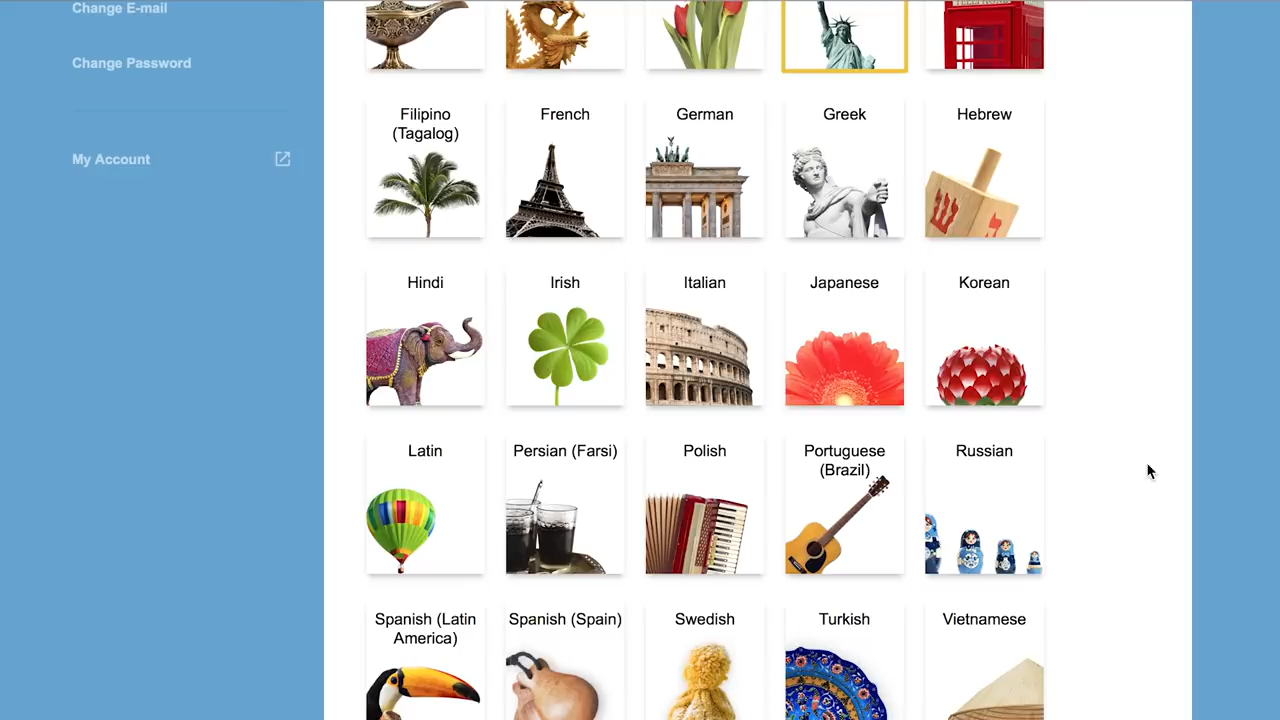 Change E-mail
Change Password
My Account
Filipino
(Tagalog)
French
German
Greek
Hebrew
Hindi
Irish
Italian
Japanese
Korean
Latin
Persian (Farsi)
Polish
Portuguese
(Brazil)
Russian
Spanish (Latin
America)
Spanish (Spain)
Swedish
Turkish
Vietnamese